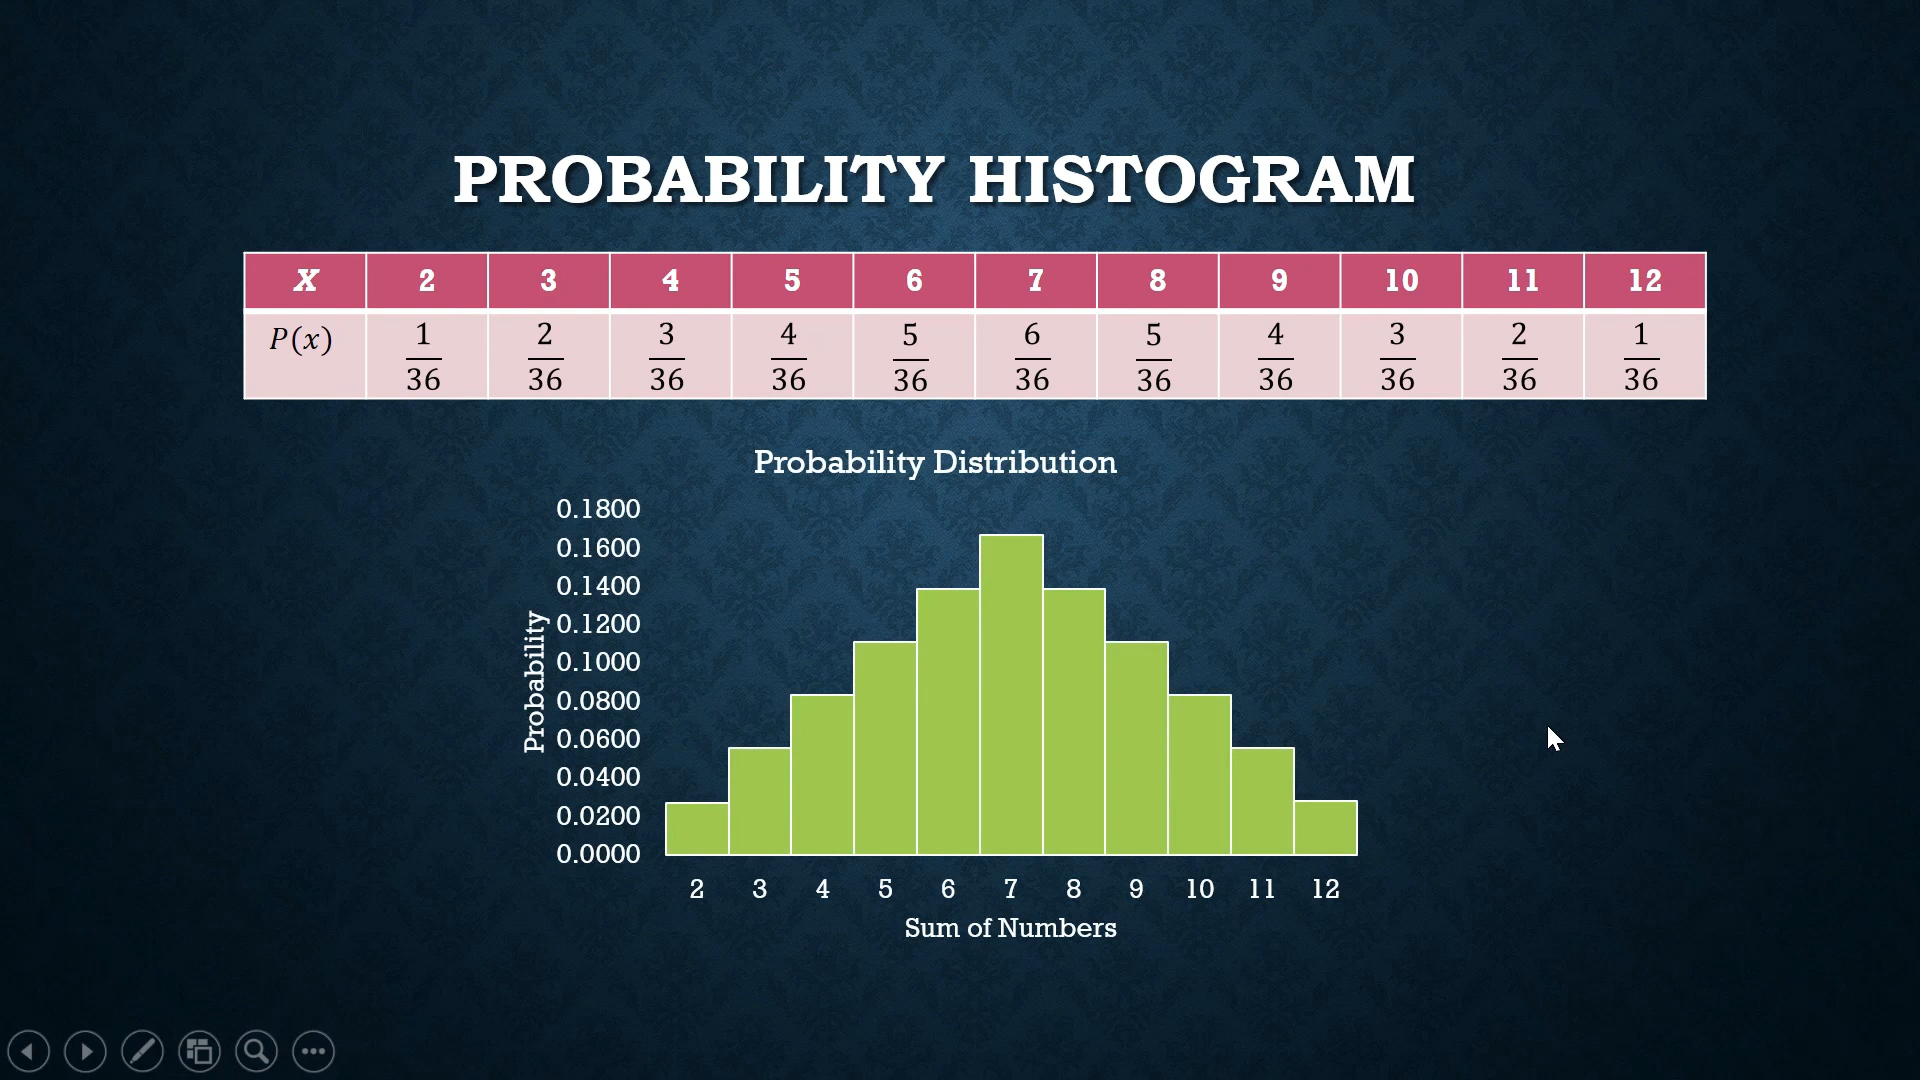 PROBABILITY HISTOGRAM
X 2 3 4 5 6 7 8 9 10 11 12
P(x) 1/36 2/36 3/36 4/36 5/36 6/36 5/36 4/36 3/36 2/36 1/36
Probability Distribution
0.1800
0.1600
0.1400
0.1200
0.1000
0.0800
0.0600
0.0400
0.0200
0.0000
Probability
2 3 4 5 6 7 8 9 10 11 12
Sum of Numbers